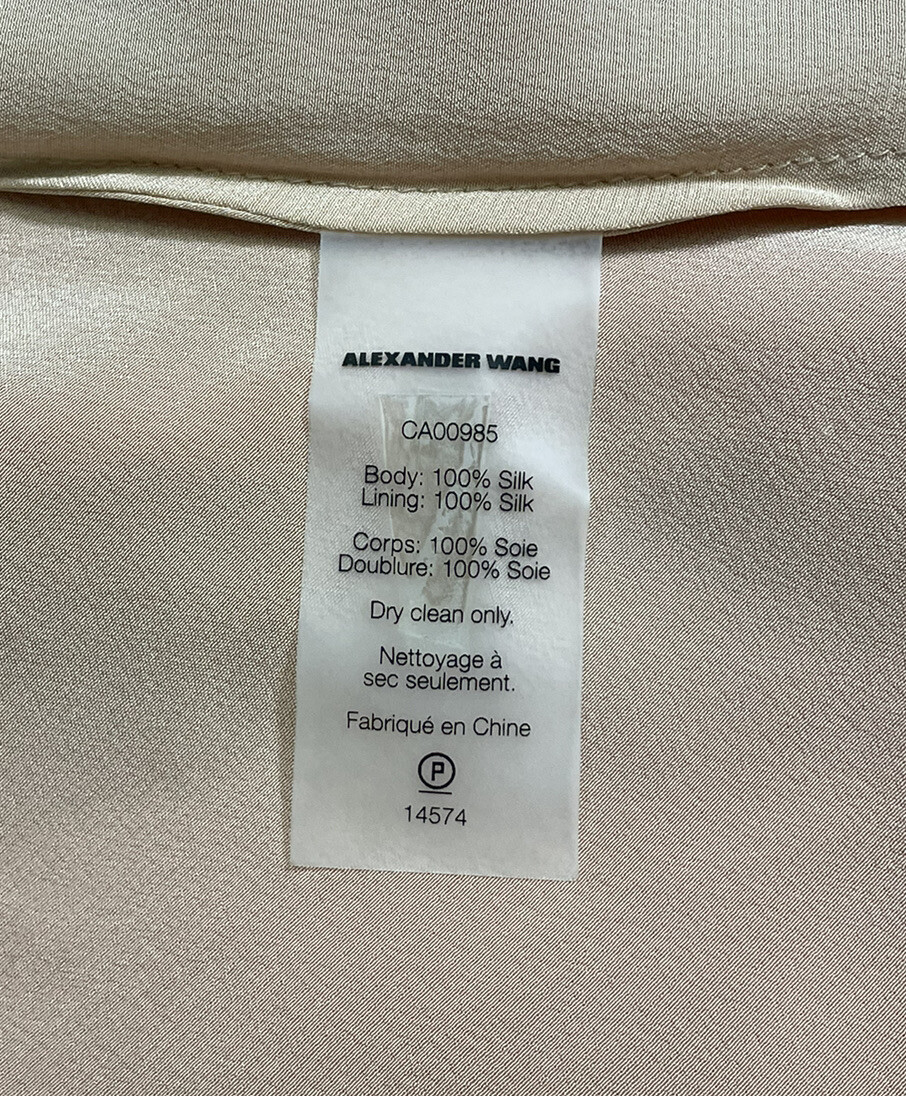 ALEXANDER WANG
CA00985
Body: 100% Silk
Lining: 100% Silk
Corps: 100% Soie
Doublure: 100% Soie
Dry clean only.
Nettoyage à
sec seulement.
Fabriqué en Chine
P
14574